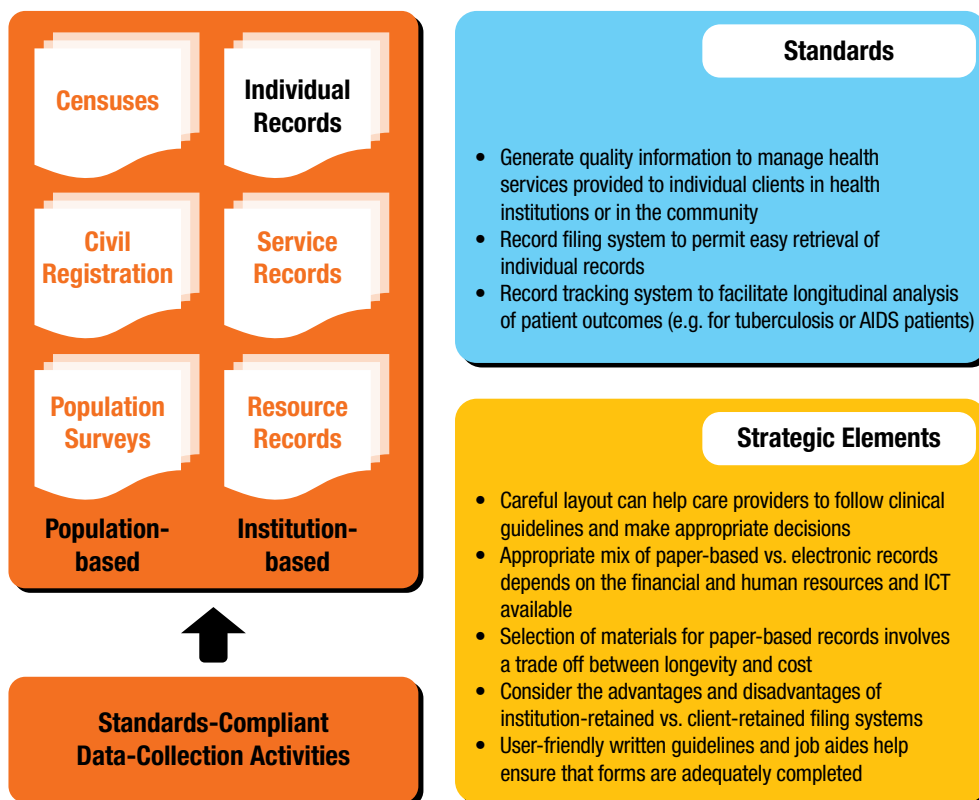 Censuses
Individual
Records
Civil
Registration
Service
Records
Population
Surveys
Resource
Records
Population-
based
Institution-
based
Standards-Compliant
Data-Collection Activities
Standards
• Generate quality information to manage health
services provided to individual clients in health
institutions or in the community
• Record filing system to permit easy retrieval of
individual records
• Record tracking system to facilitate longitudinal analysis
of patient outcomes (e.g. for tuberculosis or AIDS patients)
Strategic Elements
• Careful layout can help care providers to follow clinical
guidelines and make appropriate decisions
• Appropriate mix of paper-based vs. electronic records
depends on the financial and human resources and ICT
available
• Selection of materials for paper-based records involves
a trade off between longevity and cost
• Consider the advantages and disadvantages of
institution-retained vs. client-retained filing systems
• User-friendly written guidelines and job aides help
ensure that forms are adequately completed